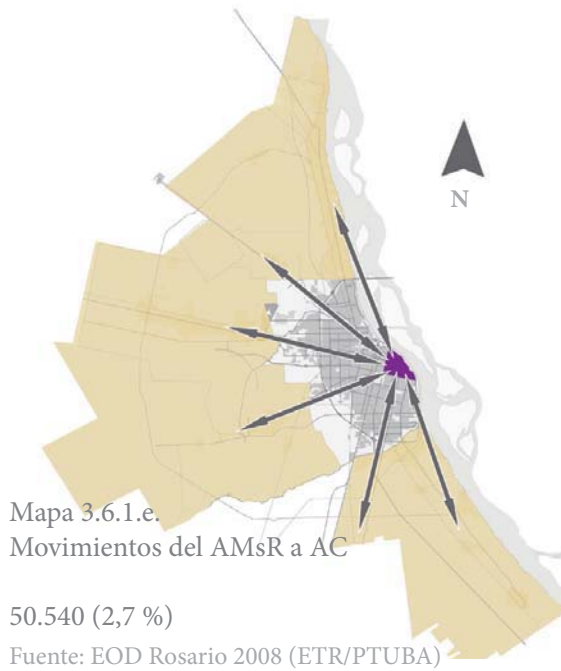 N
Mapa 3.6.1.e.
Movimientos del AMsR a AC
50.540 (2,7 %)
Fuente: EOD Rosario 2008 (ETR/PTUBA)